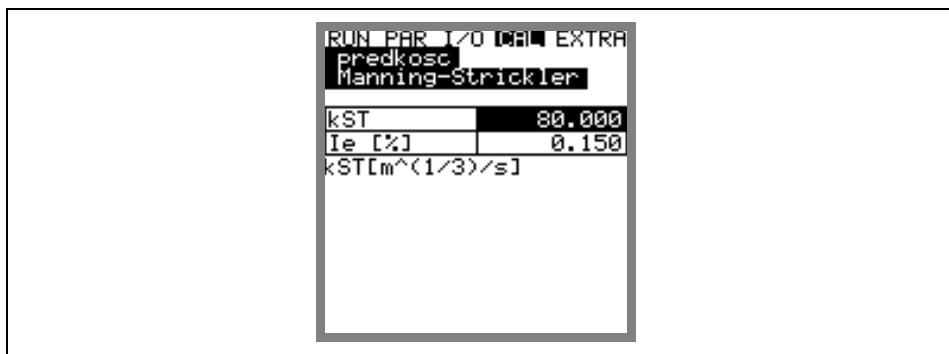 RUN PAR I/O CAL EXTRA
predkosc
Manning-Strickler
kST 80.000
Ie [%] 0.150
kST[m^(1/3)/s]